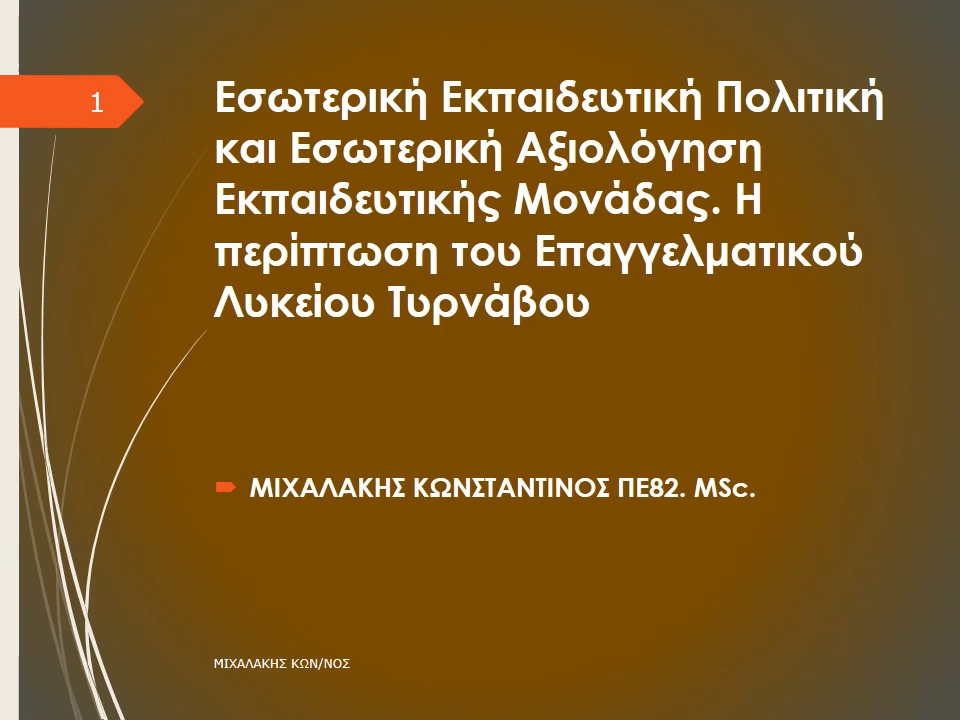 1
Εσωτερική Εκπαιδευτική Πολιτική
και Εσωτερική Αξιολόγηση
Εκπαιδευτικής Μονάδας. Η
περίπτωση του Επαγγελματικού
Λυκείου Τυρνάβου
ΜΙΧΑΛΑΚΗΣ ΚΩΝΣΤΑΝΤΙΝΟΣ ΠΕ82. MSc.
ΜΙΧΑΛΑΚΗΣ ΚΩΝ/ΝΟΣ